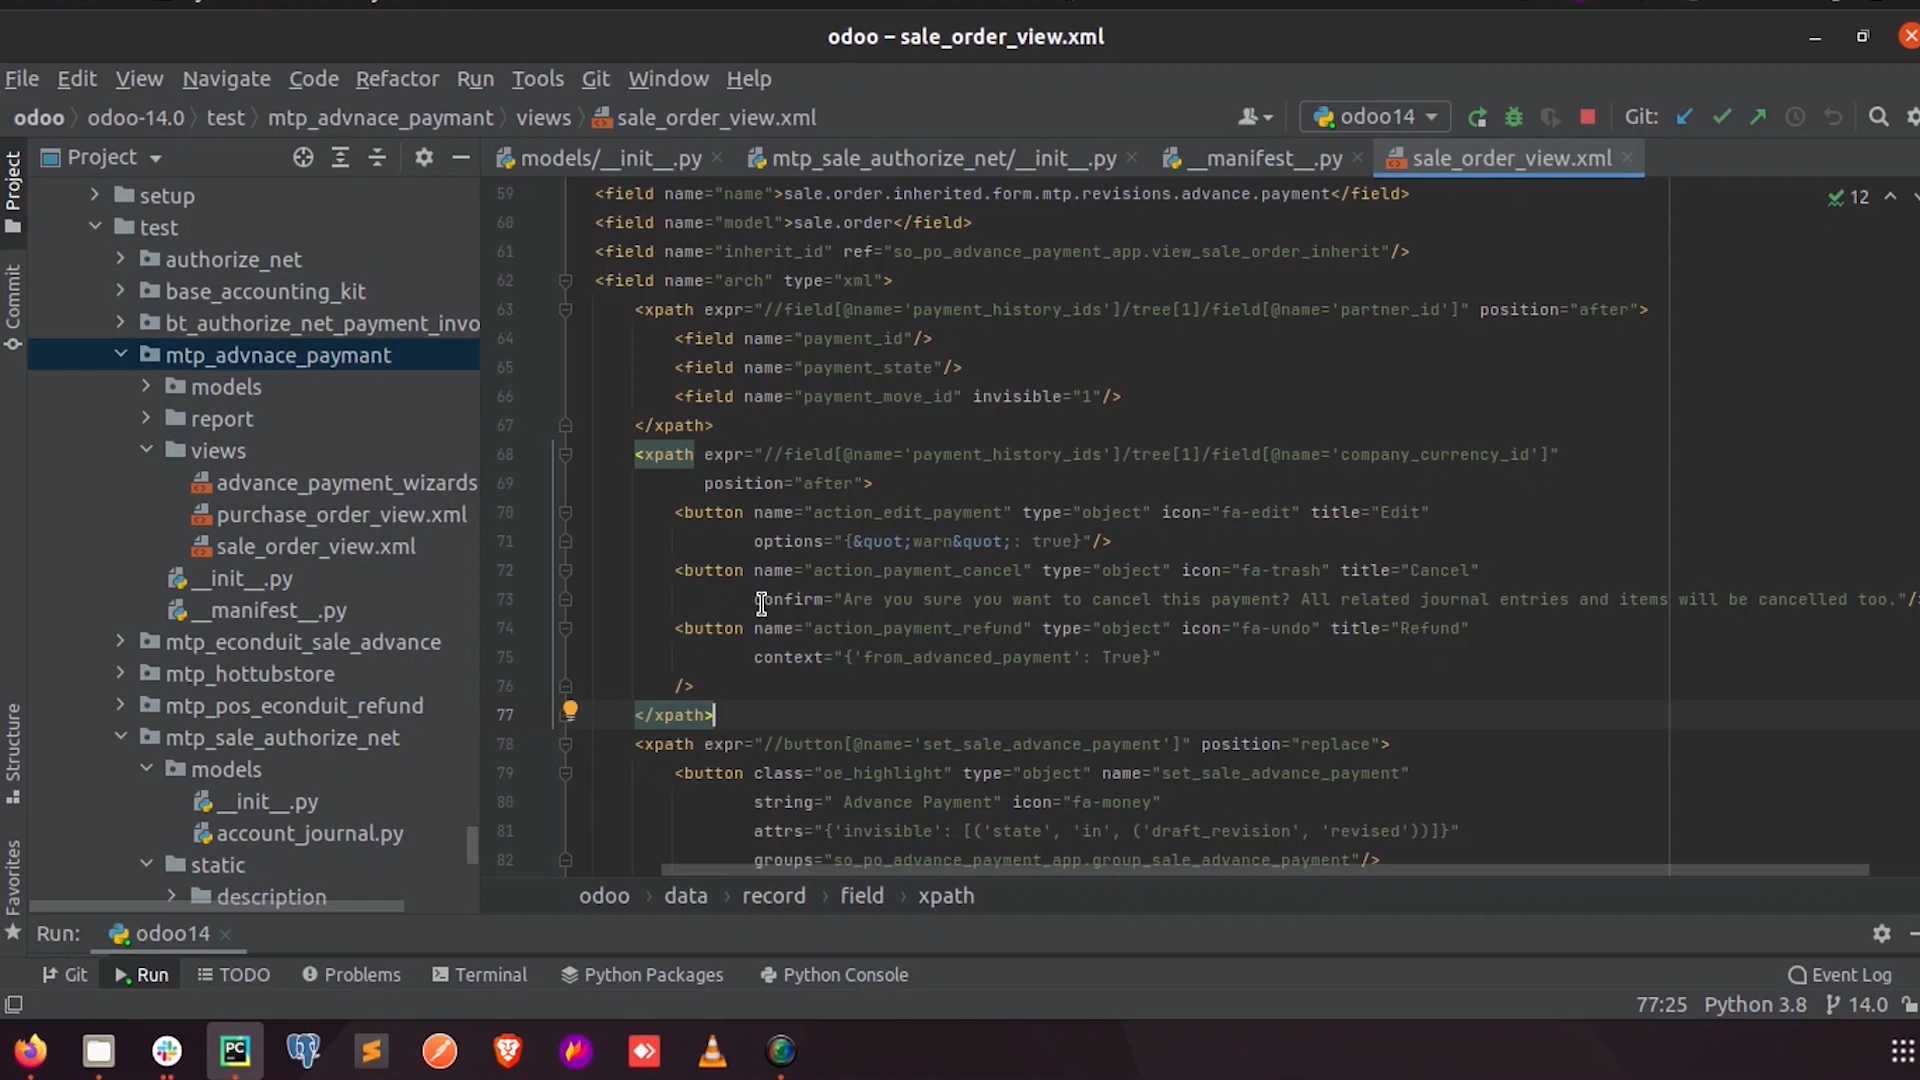 odoo – sale_order_view.xml
File Edit View Navigate Code Refactor Run Tools Git Window Help
odoo odoo-14.0 test mtp_advnace_paymant views sale_order_view.xml odoo14 Git:
Project models/__init__.py mtp_sale_authorize_net/__init__.py __manifest__.py sale_order_view.xml
Project
Commit
Structure
Favorites
setup
test
authorize_net
base_accounting_kit
bt_authorize_net_payment_invo
mtp_advnace_paymant
models
report
views
advance_payment_wizards
purchase_order_view.xml
sale_order_view.xml
__init__.py
__manifest__.py
mtp_econduit_sale_advance
mtp_hottubstore
mtp_pos_econduit_refund
mtp_sale_authorize_net
models
__init__.py
account_journal.py
static
description
12
59 <field name="name">sale.order.inherited.form.mtp.revisions.advance.payment</field>
60 <field name="model">sale.order</field>
61 <field name="inherit_id" ref="so_po_advance_payment_app.view_sale_order_inherit"/>
62 <field name="arch" type="xml">
63 <xpath expr="//field[@name='payment_history_ids']/tree[1]/field[@name='partner_id']" position="after">
64 <field name="payment_id"/>
65 <field name="payment_state"/>
66 <field name="payment_move_id" invisible="1"/>
67 </xpath>
68 <xpath expr="//field[@name='payment_history_ids']/tree[1]/field[@name='company_currency_id']"
69 position="after">
70 <button name="action_edit_payment" type="object" icon="fa-edit" title="Edit"
71 options="{&quot;warn&quot;: true}"/>
72 <button name="action_payment_cancel" type="object" icon="fa-trash" title="Cancel"
73 confirm="Are you sure you want to cancel this payment? All related journal entries and items will be cancelled too."/
74 <button name="action_payment_refund" type="object" icon="fa-undo" title="Refund"
75 context="{'from_advanced_payment': True}"
76 />
77 </xpath>
78 <xpath expr="//button[@name='set_sale_advance_payment']" position="replace">
79 <button class="oe_highlight" type="object" name="set_sale_advance_payment"
80 string=" Advance Payment" icon="fa-money"
81 attrs="{'invisible': [('state', 'in', ('draft_revision', 'revised'))]}"
82 groups="so_po_advance_payment_app.group_sale_advance_payment"/>
odoo data record field xpath
Run: odoo14
Git Run TODO Problems Terminal Python Packages Python Console Event Log
77:25 Python 3.8 14.0
PC